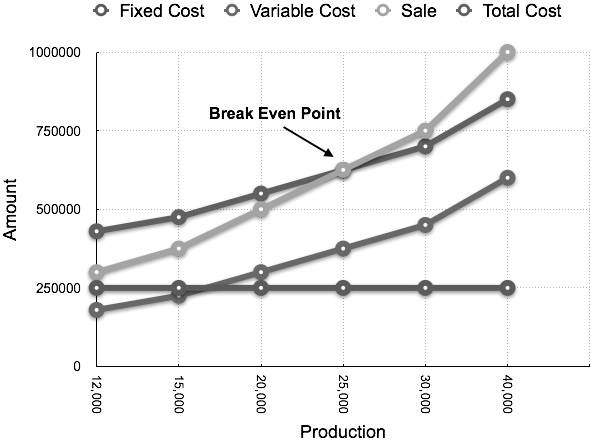 Fixed Cost Variable Cost Sale Total Cost
1000000
750000
500000
250000
0
Amount
Break Even Point
12,000 15,000 20,000 25,000 30,000 40,000
Production